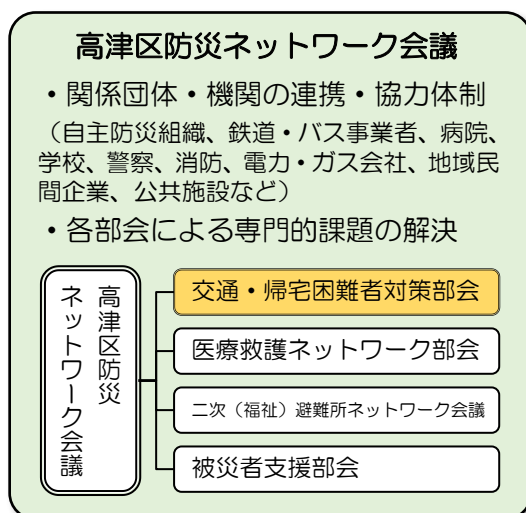 高津区防災ネットワーク会議
・関係団体・機関の連携・協力体制
（自主防災組織、鉄道・バス事業者、病院、
学校、警察、消防、電力・ガス会社、地域民
間企業、公共施設など）
・各部会による専門的課題の解決
高津区防災
ネットワーク会議
交通・帰宅困難者対策部会
医療救護ネットワーク部会
二次（福祉）避難所ネットワーク会議
被災者支援部会